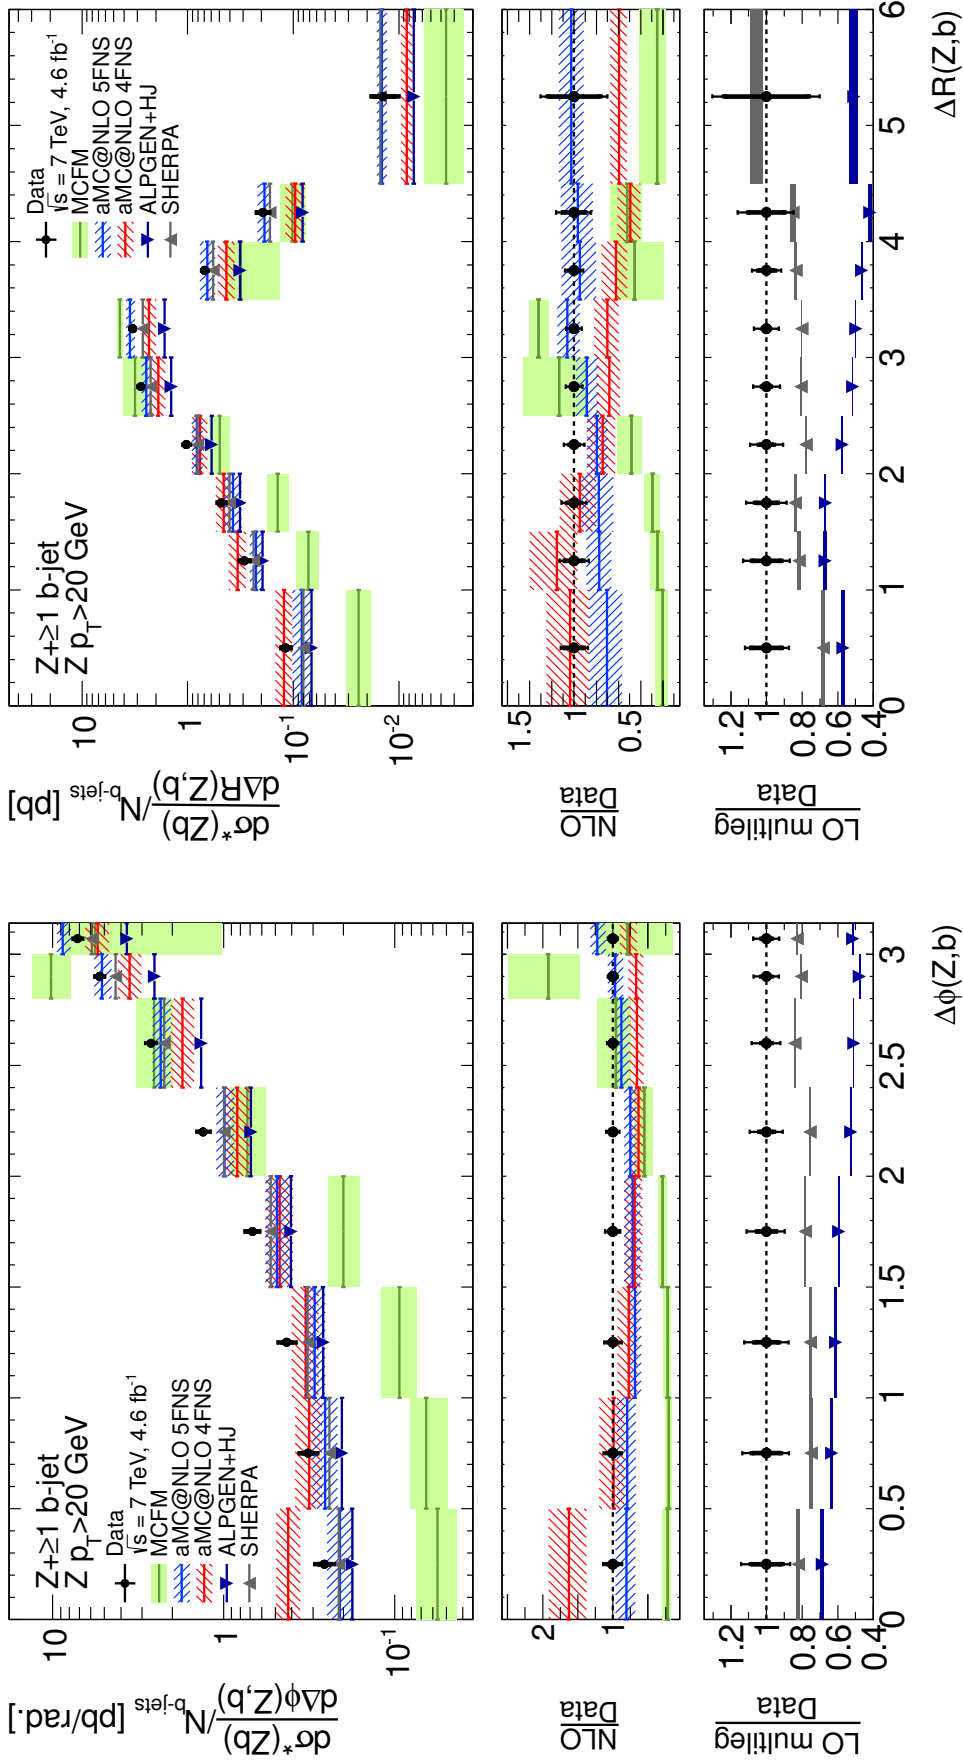 dσ*(Zb)
dΔφ(Z,b)
/N_b-jets [pb/rad.]
10
1
10⁻¹
Z+≥1 b-jet
Z p_T>20 GeV
Data
√s = 7 TeV, 4.6 fb⁻¹
MCFM
aMC@NLO 5FNS
aMC@NLO 4FNS
ALPGEN+HJ
SHERPA
NLO
Data
2
1
LO multileg
Data
1.2
1
0.8
0.6
0.4
0 0.5 1 1.5 2 2.5 3
Δφ(Z,b)
dσ*(Zb)
dΔR(Z,b)
/N_b-jets [pb]
10
1
10⁻¹
10⁻²
Z+≥1 b-jet
Z p_T>20 GeV
Data
√s = 7 TeV, 4.6 fb⁻¹
MCFM
aMC@NLO 5FNS
aMC@NLO 4FNS
ALPGEN+HJ
SHERPA
NLO
Data
1.5
1
0.5
LO multileg
Data
1.2
1
0.8
0.6
0.4
0 1 2 3 4 5 6
ΔR(Z,b)